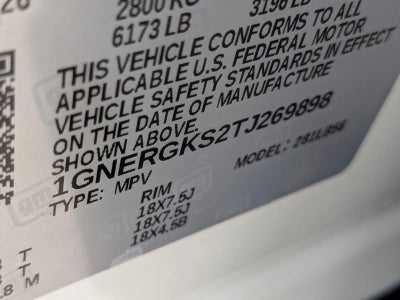 2800 KG
6173 LB
THIS VEHICLE CONFORMS TO ALL
APPLICABLE U.S. FEDERAL MOTOR
VEHICLE SAFETY STANDARDS IN EFFECT
ON THE DATE OF MANUFACTURE
SHOWN ABOVE.
1GNERGKS2TJ269898
TYPE: MPV MODEL: 281LB56
RIM
18X7.5J
18X7.5J
18X4.5B
T
T
T M